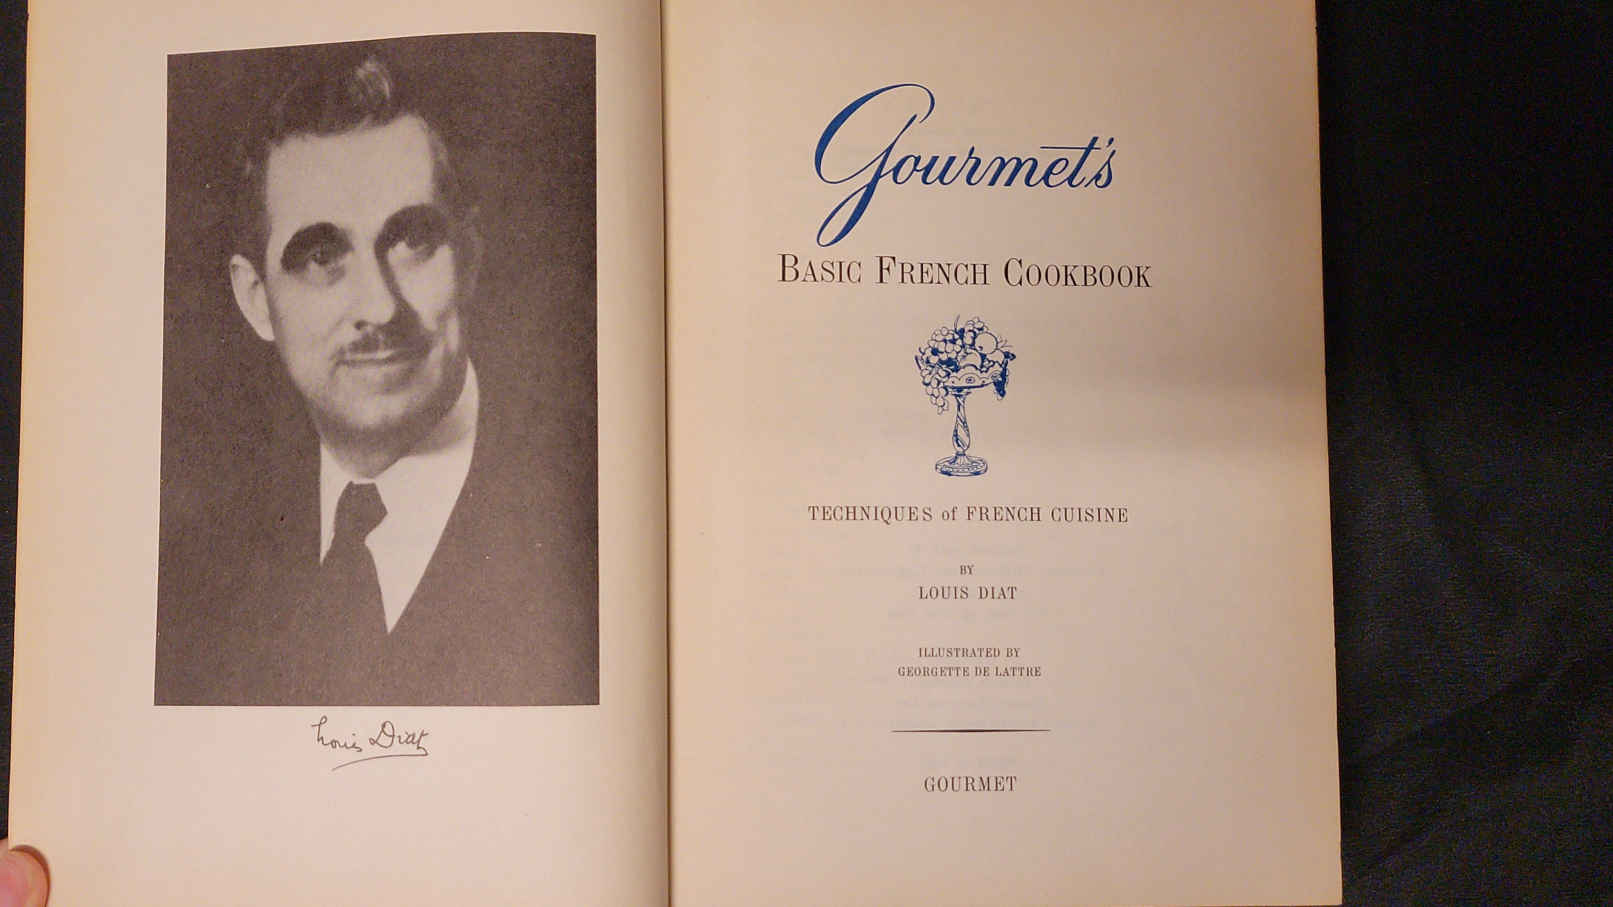 Louis Diat
Gourmet's
BASIC FRENCH COOKBOOK
TECHNIQUES of FRENCH CUISINE
BY
LOUIS DIAT
ILLUSTRATED BY
GEORGETTE DE LATTRE
GOURMET